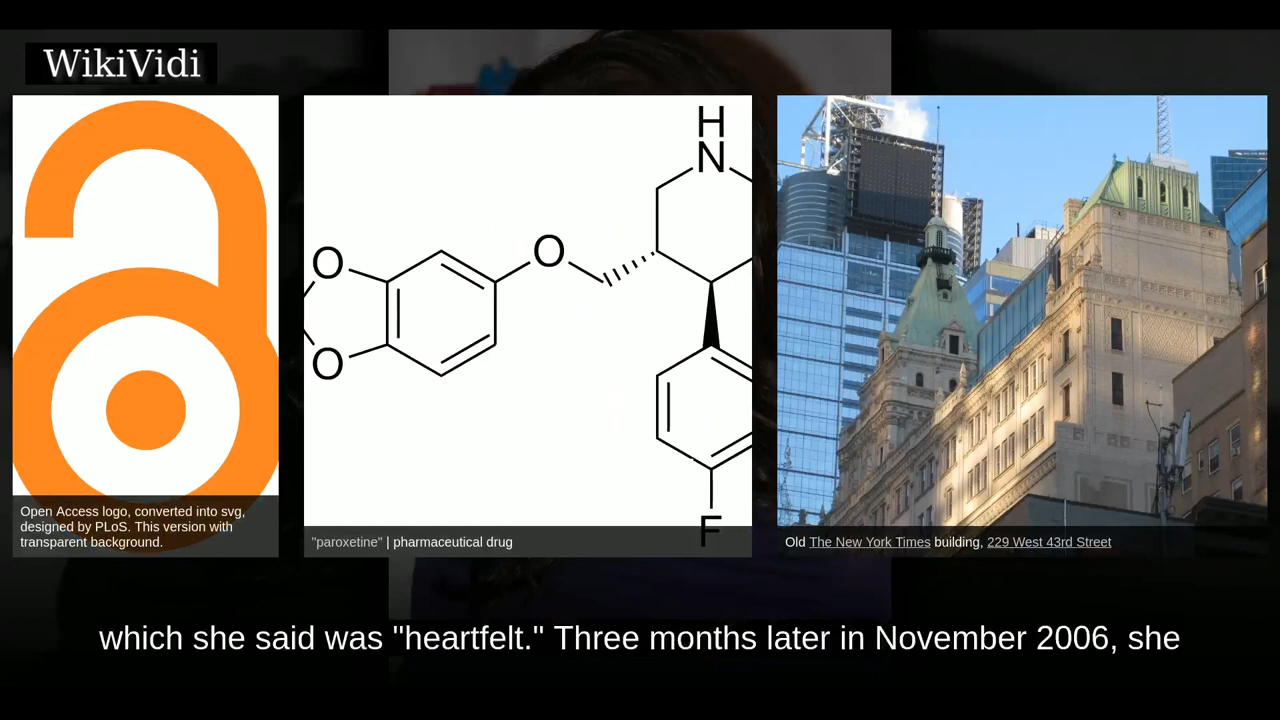 WikiVidi
H
N
O
O
O
F
Open Access logo, converted into svg,
designed by PLoS. This version with
transparent background.
"paroxetine" | pharmaceutical drug
Old The New York Times building, 229 West 43rd Street
which she said was "heartfelt." Three months later in November 2006, she